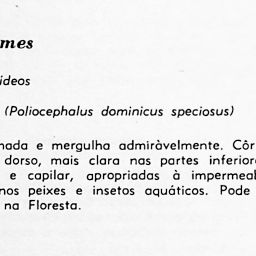 mes
ídeos
(Poliocephalus dominicus speciosus)
nada e mergulha admiràvelmente. Côr
dorso, mais clara nas partes inferior
e capilar, apropriadas à impermeab
nos peixes e insetos aquáticos. Pode
na Floresta.